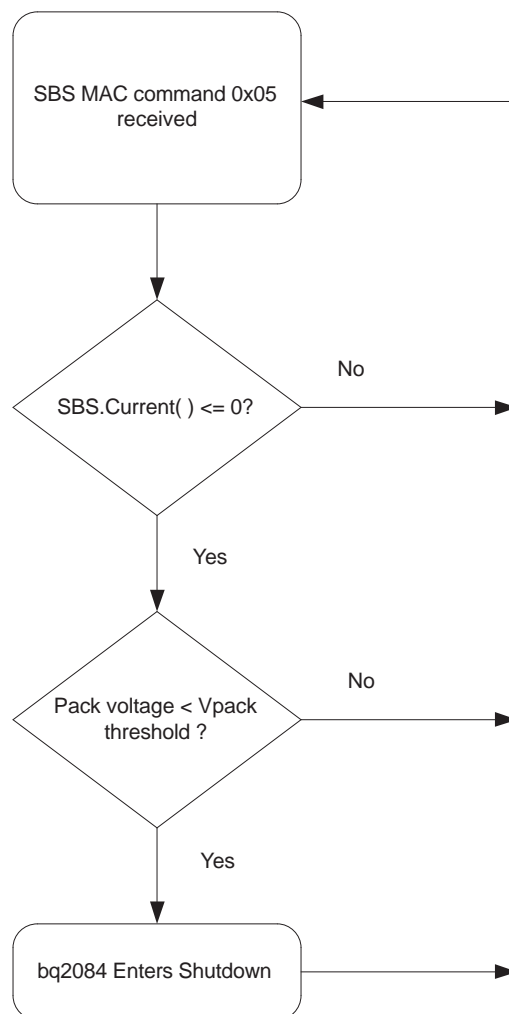 SBS MAC command 0x05
received
SBS.Current( ) <= 0?
No
Yes
Pack voltage < Vpack
threshold ?
No
Yes
bq2084 Enters Shutdown